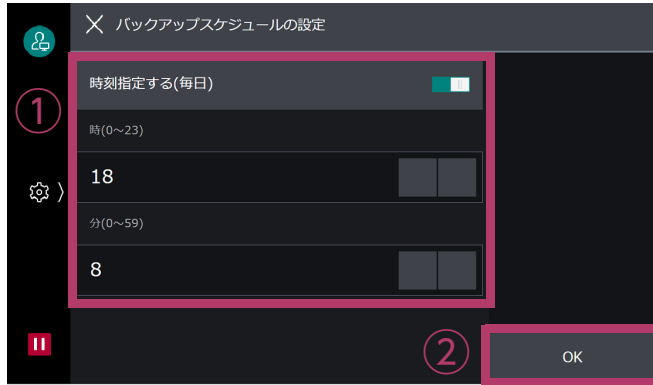 バックアップスケジュールの設定
①
時刻指定する(毎日)
時(0～23)
18
分(0～59)
8
②
OK